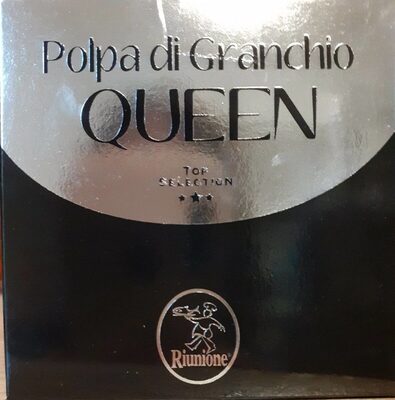 Polpa di Granchio
QUEEN
TOP
SELECTION
Riunione